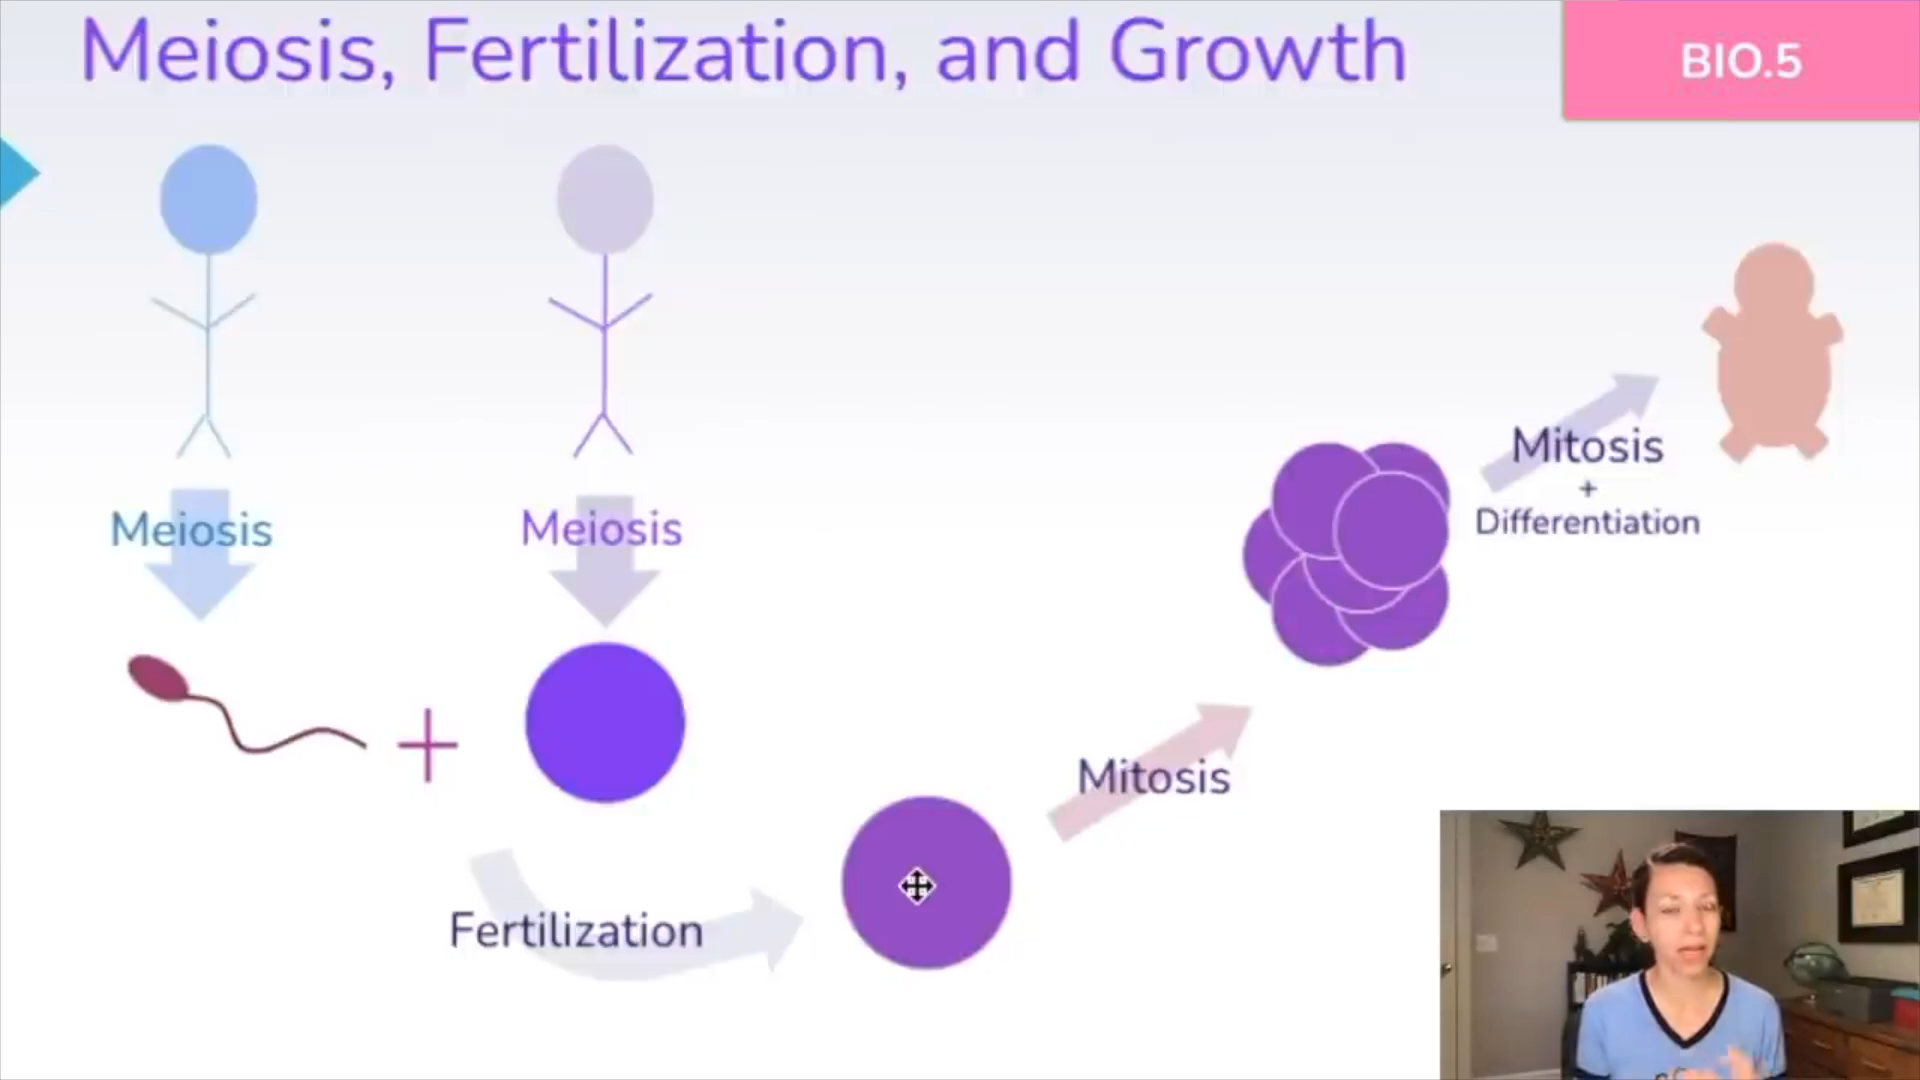 Meiosis, Fertilization, and Growth
BIO.5
Meiosis
Meiosis
Fertilization
Mitosis
Mitosis
+
Differentiation